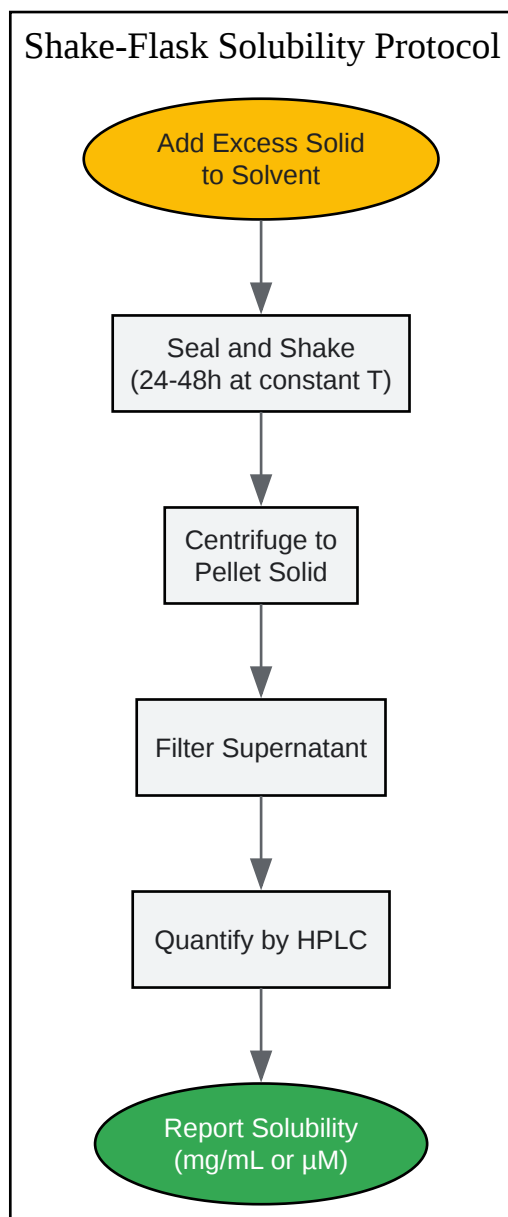 Shake-Flask Solubility Protocol
Add Excess Solid
to Solvent
Seal and Shake
(24-48h at constant T)
Centrifuge to
Pellet Solid
Filter Supernatant
Quantify by HPLC
Report Solubility
(mg/mL or µM)